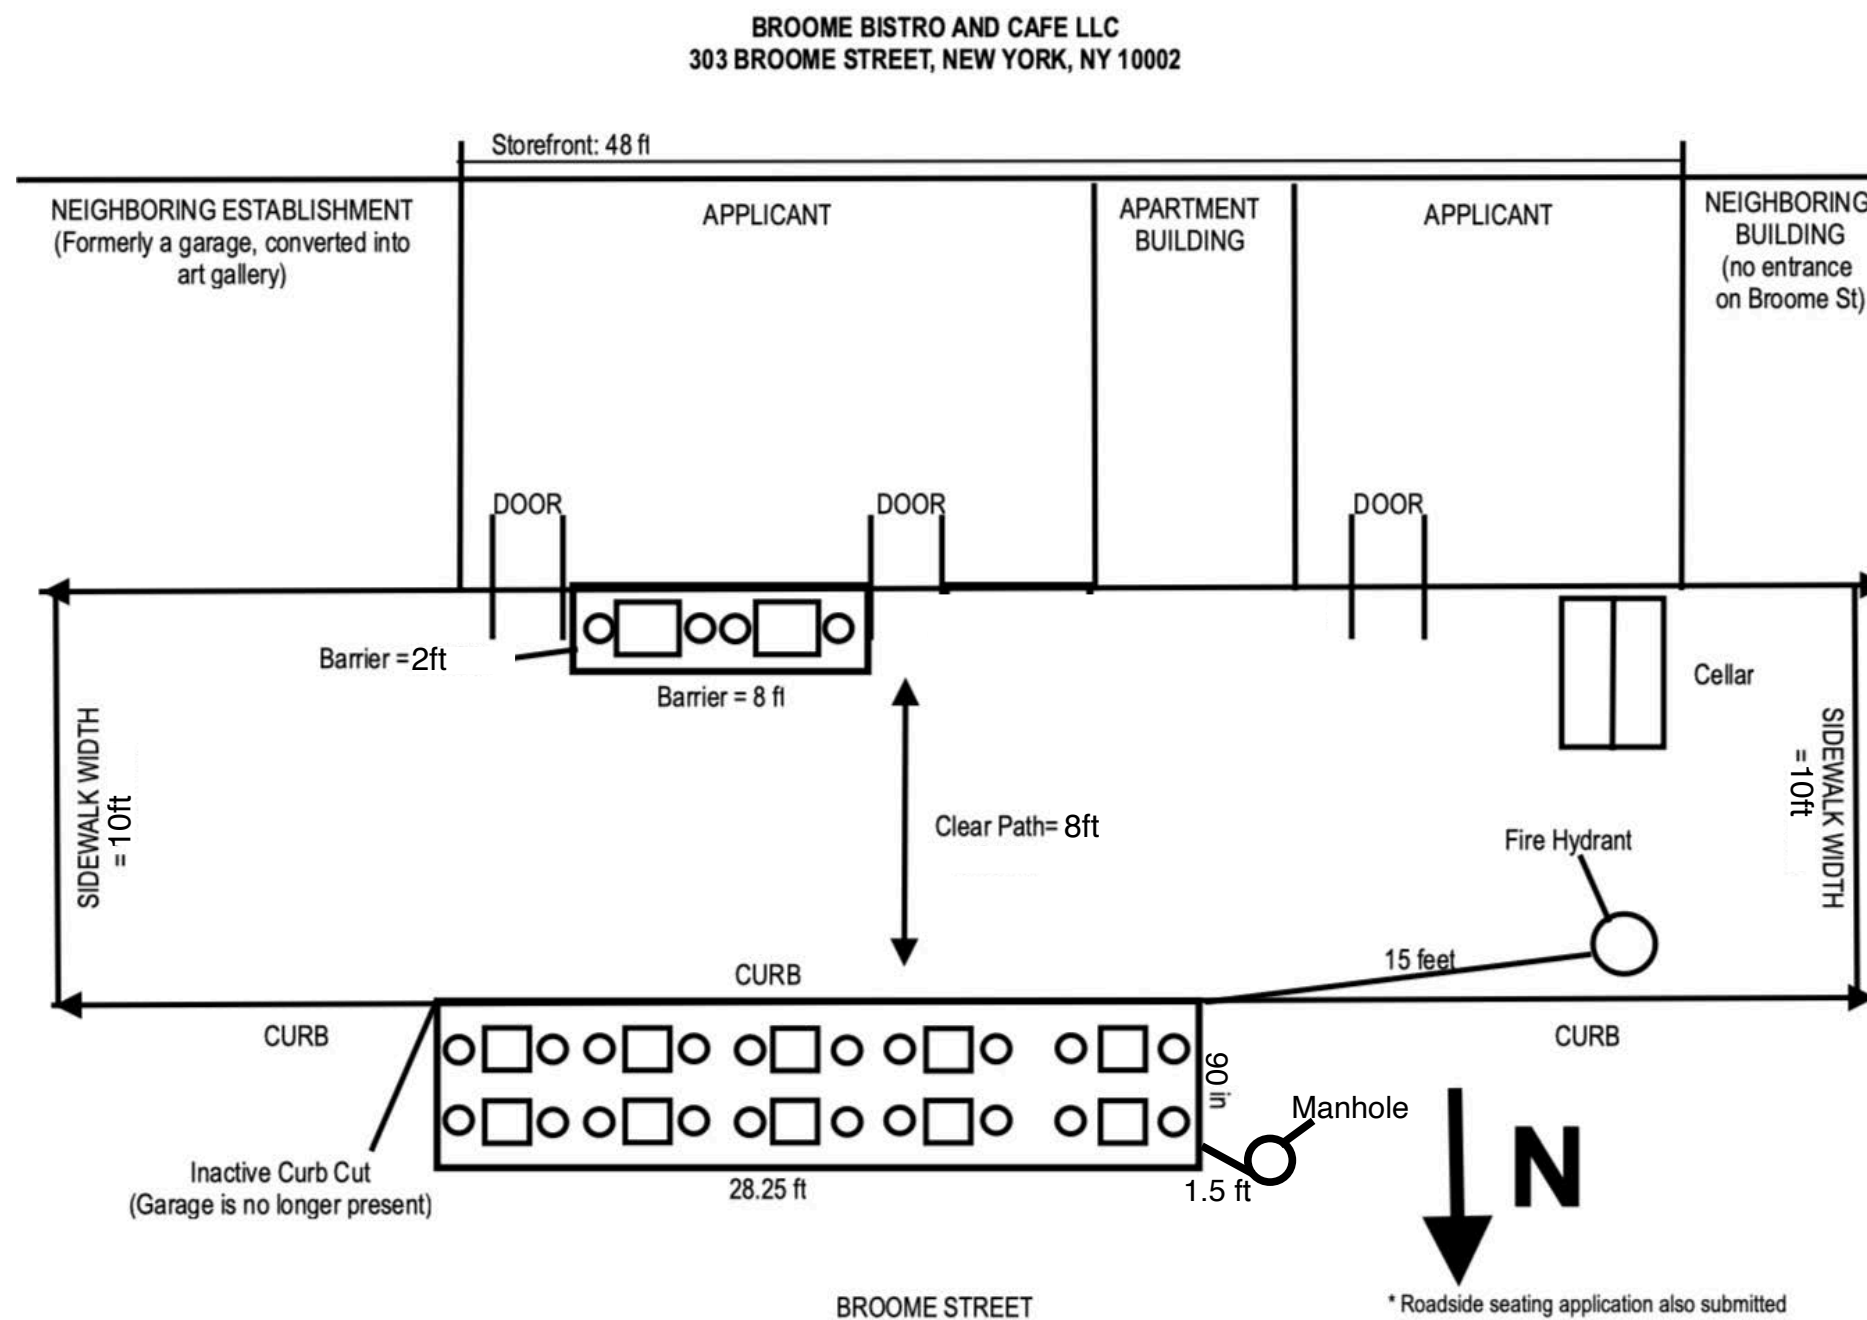 BROOME BISTRO AND CAFE LLC
303 BROOME STREET, NEW YORK, NY 10002
Storefront: 48 ft
NEIGHBORING ESTABLISHMENT
(Formerly a garage, converted into
art gallery)
APPLICANT
APARTMENT
BUILDING
APPLICANT
NEIGHBORING
BUILDING
(no entrance
on Broome St)
DOOR
DOOR
DOOR
Barrier = 2ft
Barrier = 8 ft
Cellar
SIDEWALK WIDTH
= 10ft
Clear Path= 8ft
SIDEWALK WIDTH
= 10ft
Fire Hydrant
15 feet
CURB
CURB
CURB
90 in
Manhole
Inactive Curb Cut
(Garage is no longer present)
28.25 ft
1.5 ft
N
BROOME STREET
* Roadside seating application also submitted